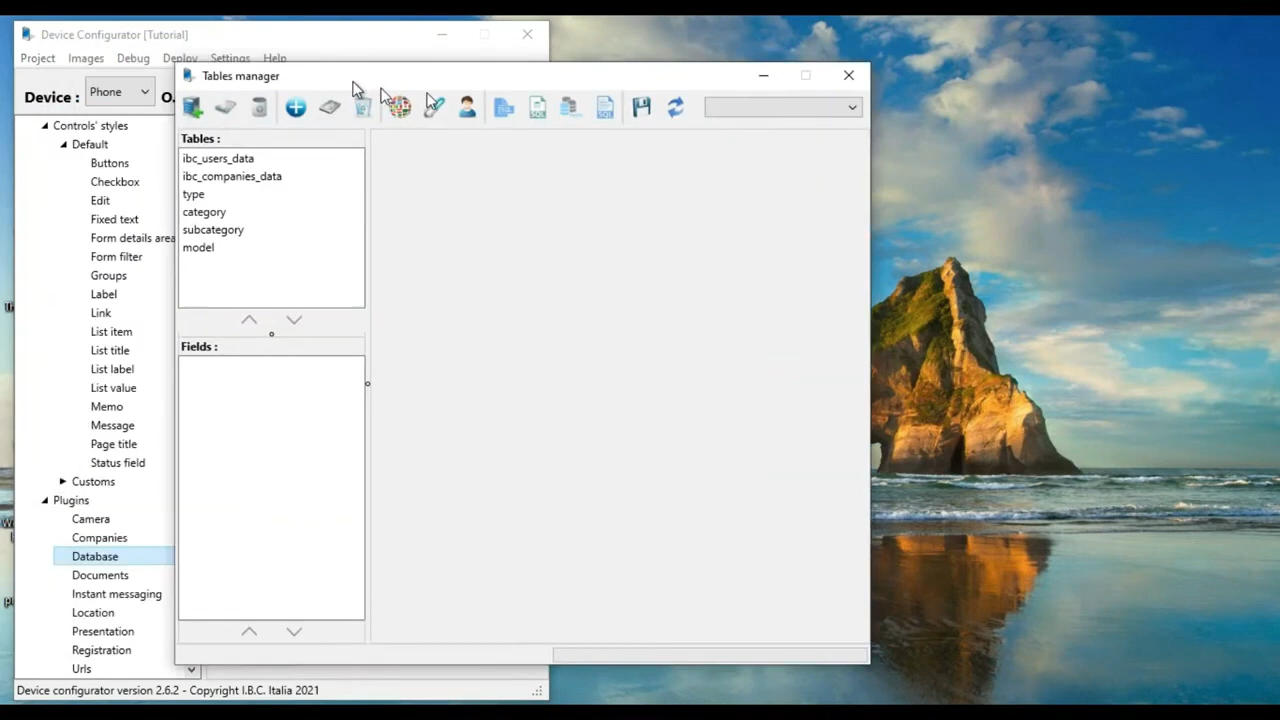 Device Configurator [Tutorial]
Project Images Debug Deploy Settings Help
Device : Phone O.
Controls' styles
Default
Buttons
Checkbox
Edit
Fixed text
Form details area
Form filter
Groups
Label
Link
List item
List title
List label
List value
Memo
Message
Page title
Status field
Customs
Plugins
Camera
Companies
Database
Documents
Instant messaging
Location
Presentation
Registration
Urls
Device configurator version 2.6.2 - Copyright I.B.C. Italia 2021
Tables manager
SQL
SQL
Tables :
ibc_users_data
ibc_companies_data
type
category
subcategory
model
Fields :